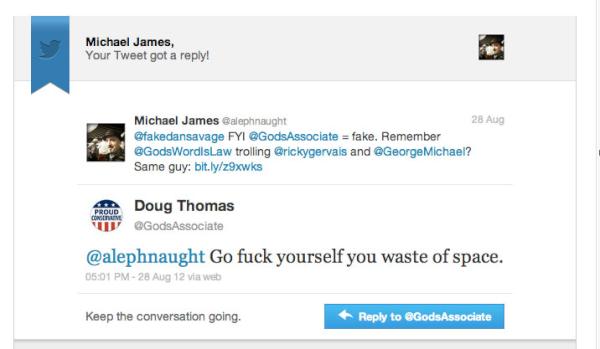 Michael James,
Your Tweet got a reply!
Michael James @alephnaught 28 Aug
@fakedansavage FYI @GodsAssociate = fake. Remember
@GodsWordIsLaw trolling @rickygervais and @GeorgeMichael?
Same guy: bit.ly/z9xwks
PROUD
CONSERVATIVE
Doug Thomas
@GodsAssociate
@alephnaught Go fuck yourself you waste of space.
05:01 PM - 28 Aug 12 via web
Keep the conversation going.
Reply to @GodsAssociate